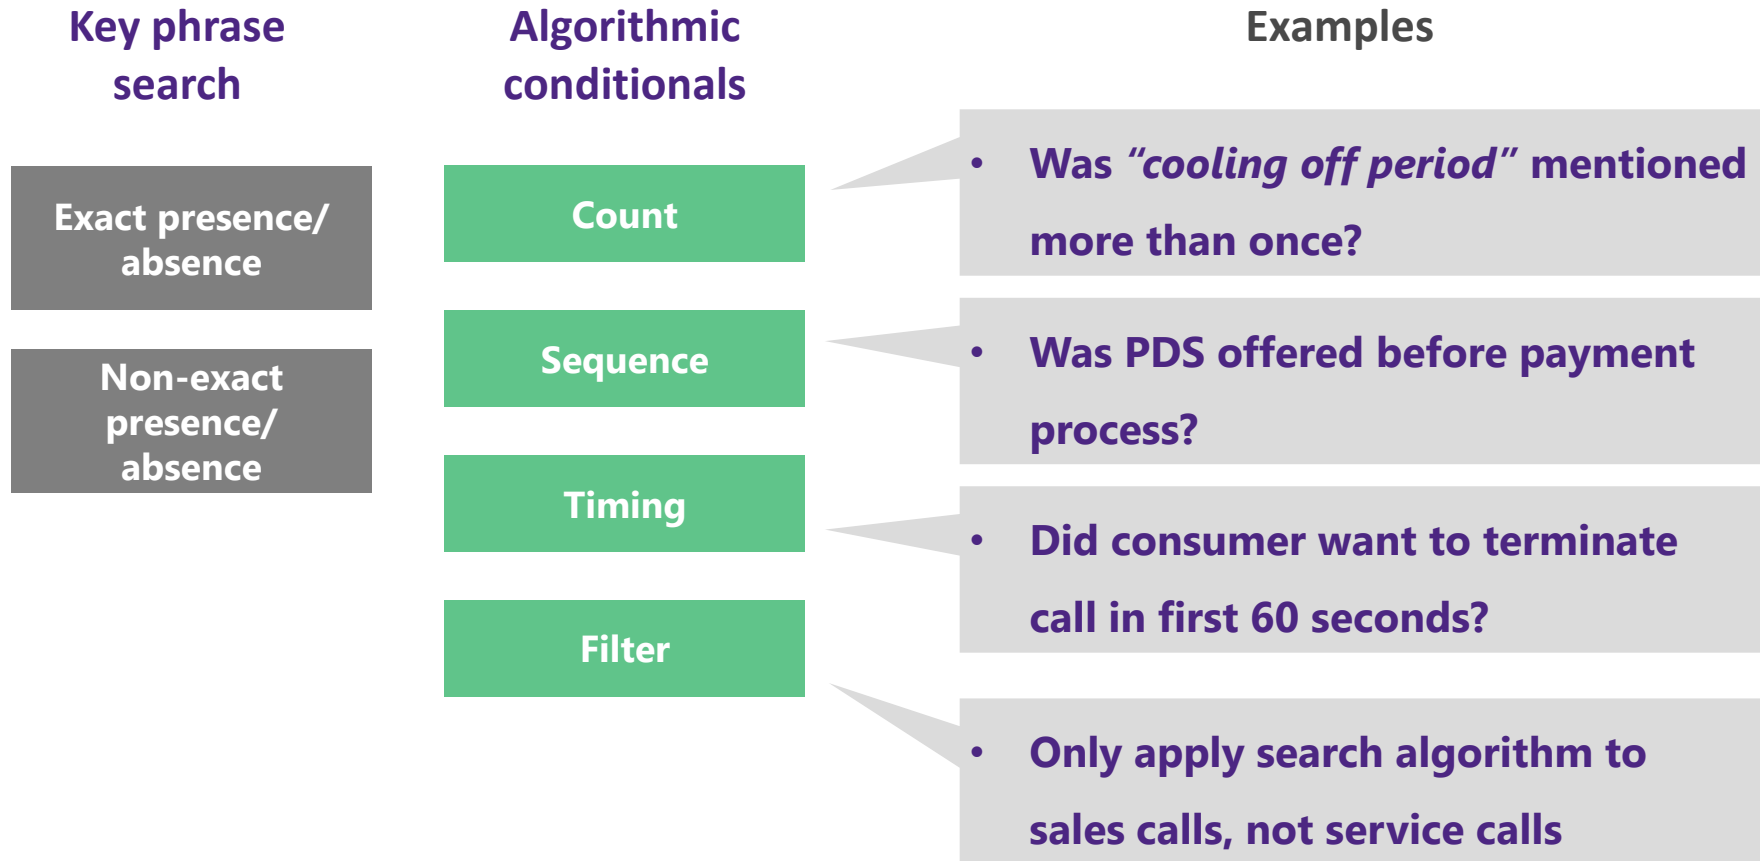 Key phrase
search
Algorithmic
conditionals
Examples
Exact presence/
absence
Non-exact
presence/
absence
Count
Sequence
Timing
Filter
• Was “cooling off period” mentioned
more than once?
• Was PDS offered before payment
process?
• Did consumer want to terminate
call in first 60 seconds?
• Only apply search algorithm to
sales calls, not service calls